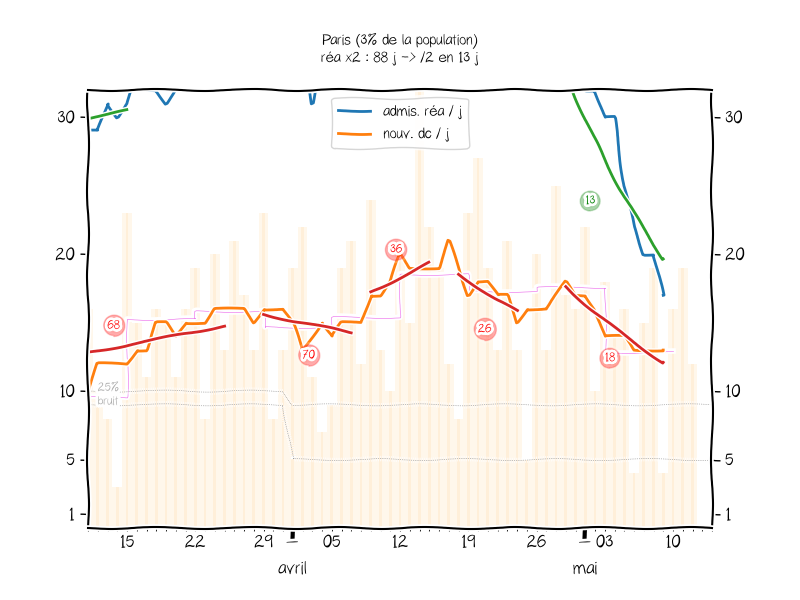 Paris (3% de la population)
réa x2 : 88 j -> /2 en 13 j
admis. réa / j
nouv. dc / j
30
30
13
20
20
36
68
26
70
18
25%
bruit
10
10
5
5
1
1
15 22 29 05 12 19 26 03 10
avril mai